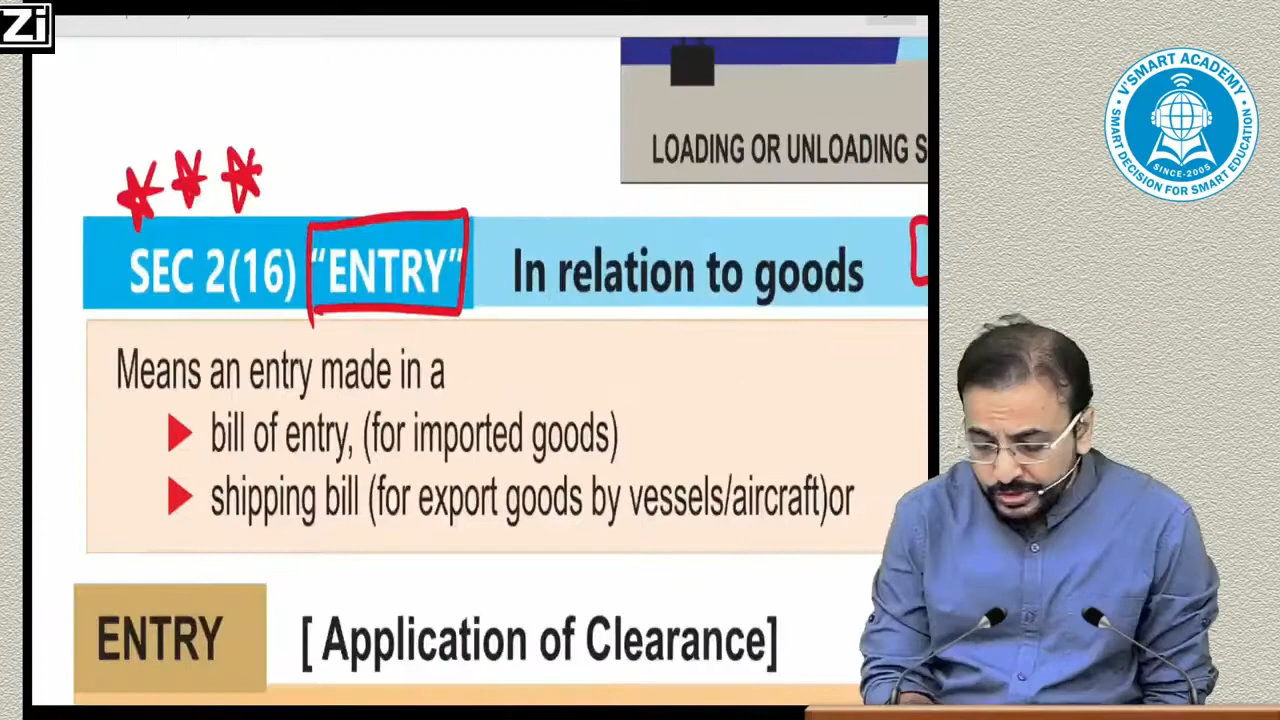 Zi
LOADING OR UNLOADING S
SEC 2(16) "ENTRY" In relation to goods
Means an entry made in a
bill of entry, (for imported goods)
shipping bill (for export goods by vessels/aircraft)or
ENTRY [ Application of Clearance]
V'SMART ACADEMY
SMART DECISION FOR SMART EDUCATION
SINCE-2005